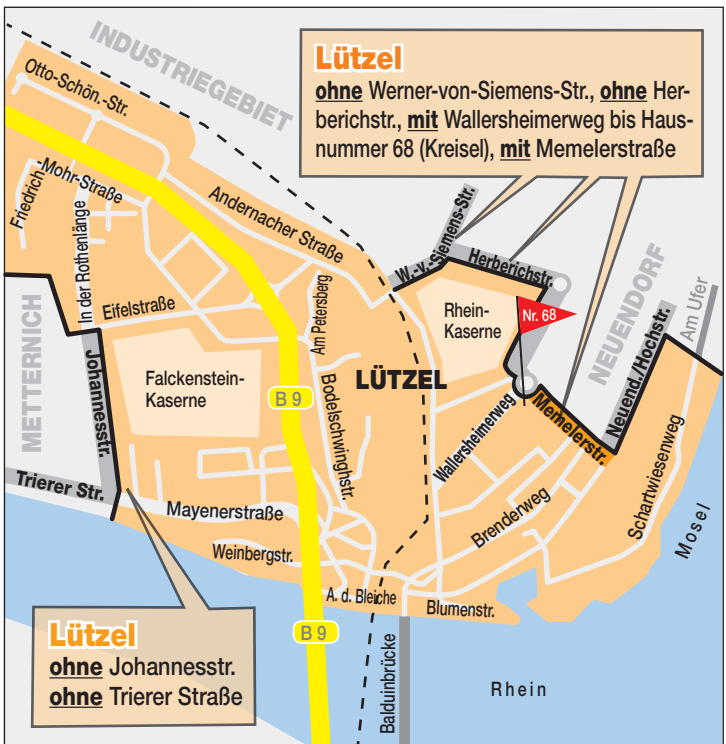 INDUSTRIEGEBIET
Lützel
ohne Werner-von-Siemens-Str., ohne Her-
berichstr., mit Wallersheimerweg bis Haus-
nummer 68 (Kreisel), mit Memelerstraße
Otto-Schön.-Str.
Friedrich-
-Mohr-Straße
In der Rothenlänge
Andernacher Straße
W.-v.-Siemens-Str.
Herberichstr.
NEUENDORF
Am Ufer
METTERNICH
Eifelstraße
Am Petersberg
Rhein-
Kaserne
Nr. 68
Neuend./Hochstr.
Johannesstr.
Falckenstein-
Kaserne
B 9
LÜTZEL
Bodelschwinghstr.
Wallersheimerweg
Memelerstr.
Schartwiesenweg
Trierer Str.
Mayenerstraße
Brenderweg
Mosel
Weinbergstr.
A. d. Bleiche
Blumenstr.
B 9
Balduinbrücke
Rhein
Lützel
ohne Johannesstr.
ohne Trierer Straße